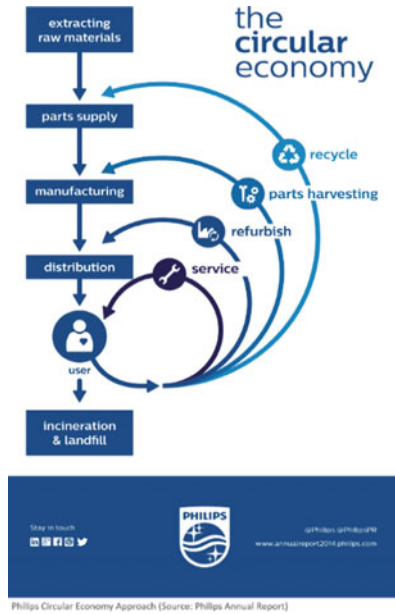 the
circular
economy
extracting
raw materials
parts supply
recycle
manufacturing
parts harvesting
refurbish
distribution
service
user
incineration
& landfill
PHILIPS
Stay in touch
@Philips @PhilipsPR
www.annualreport2014.philips.com
Philips Circular Economy Approach (Source: Philips Annual Report)